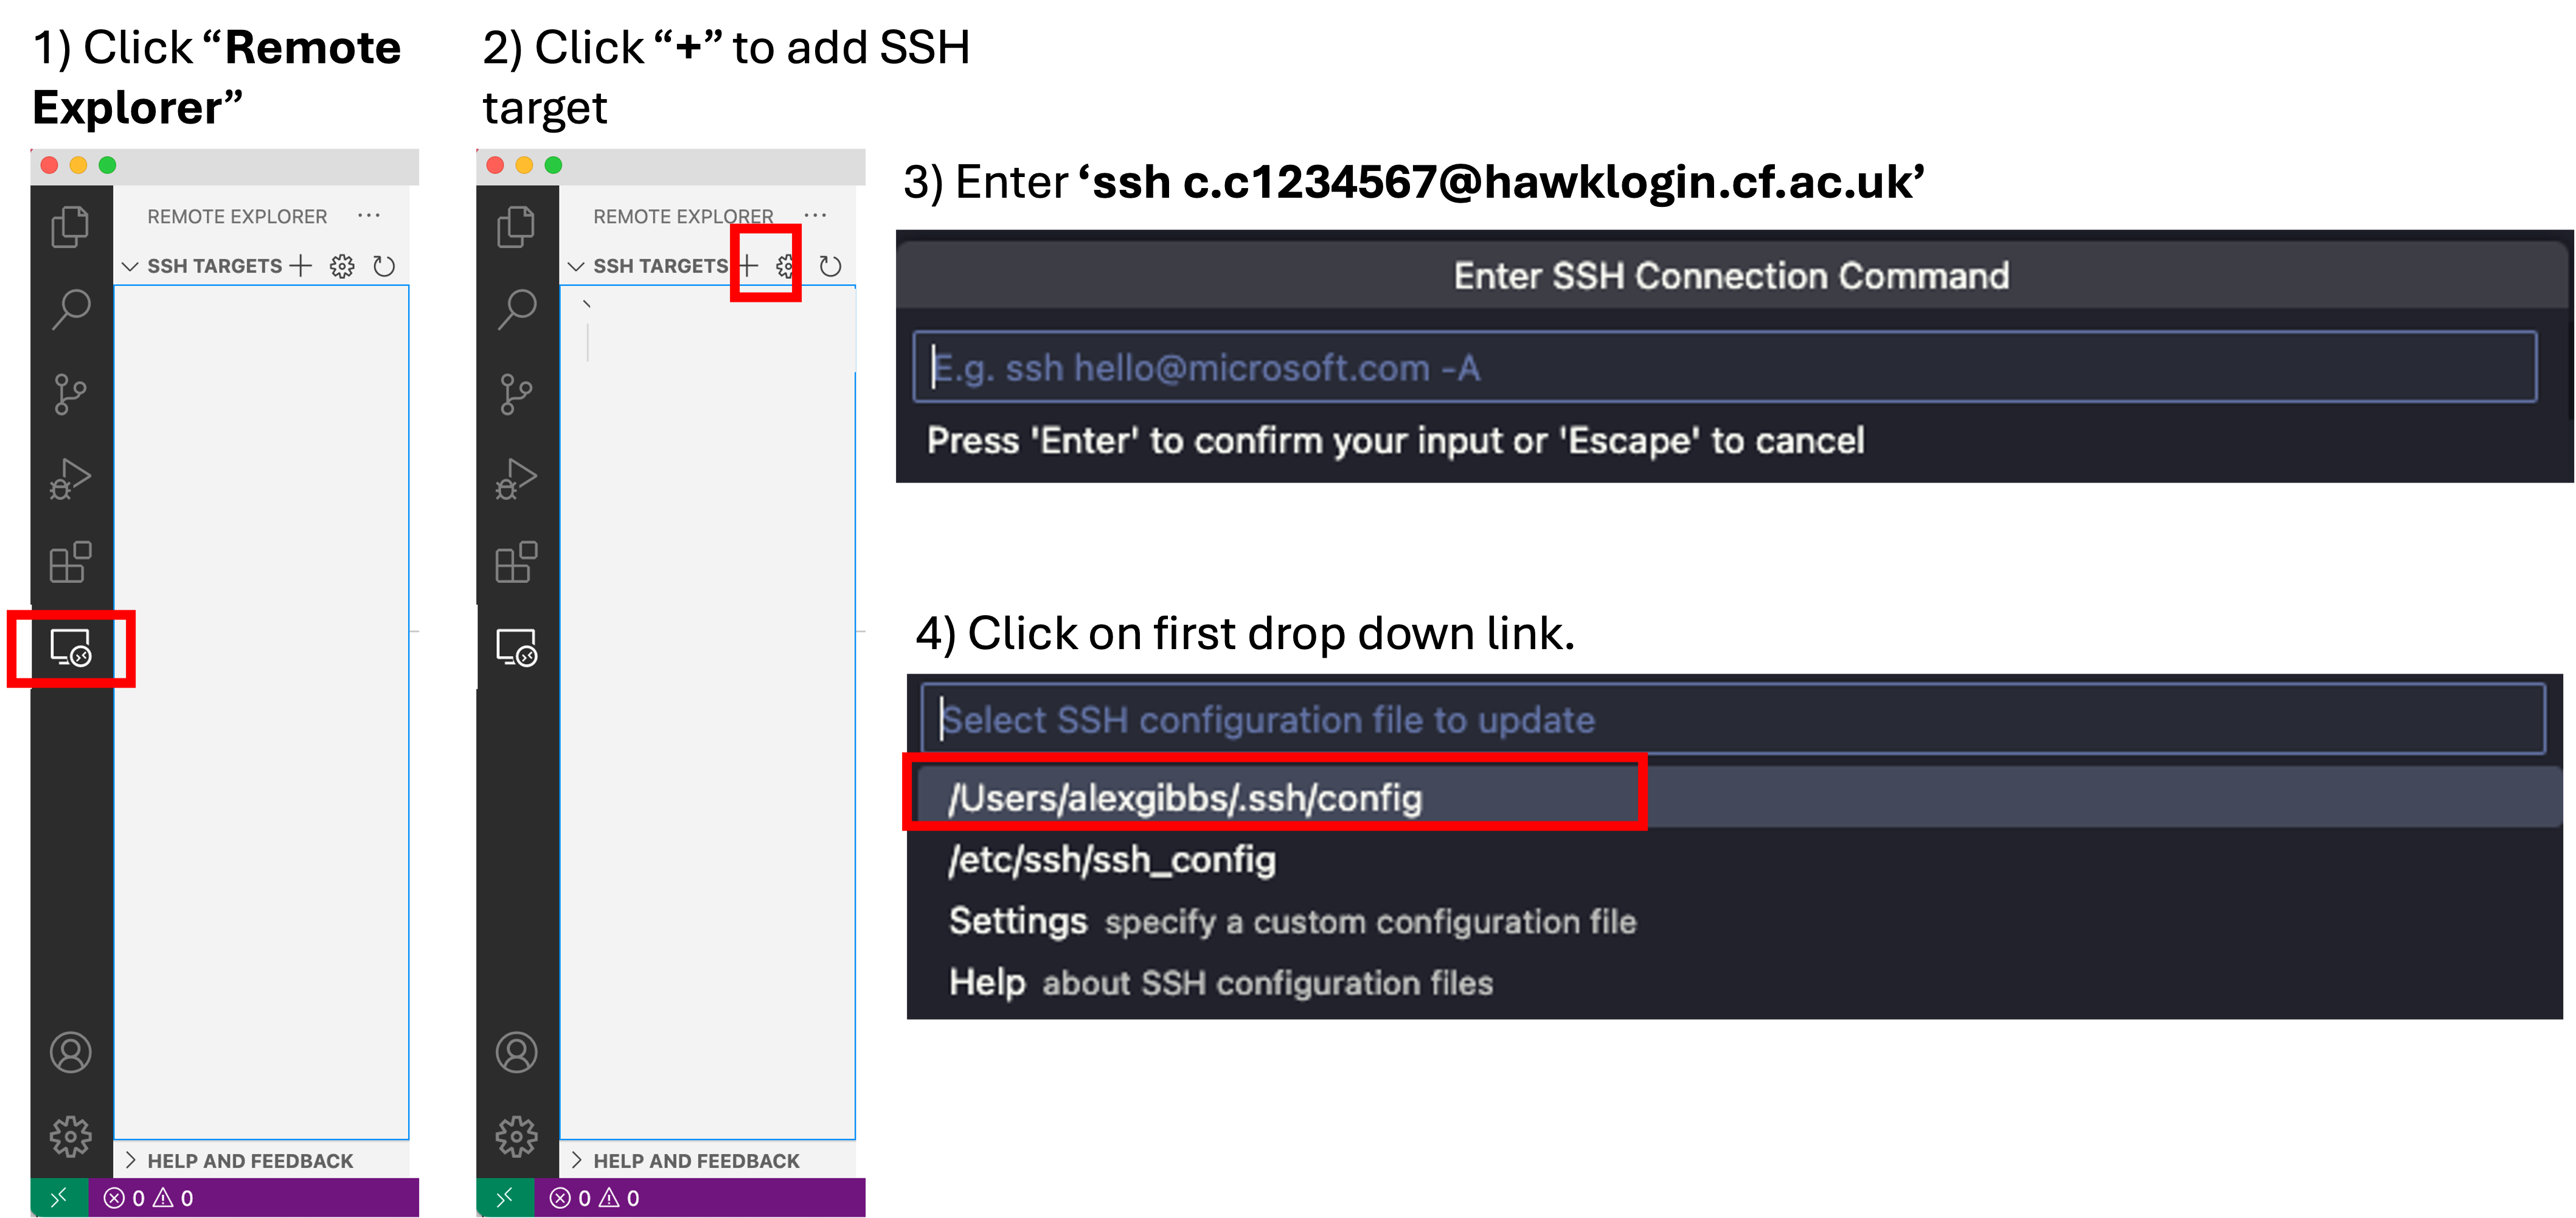 1) Click “Remote
Explorer”
REMOTE EXPLORER ...
SSH TARGETS
HELP AND FEEDBACK
0 0
2) Click “+” to add SSH
target
REMOTE EXPLORER ...
SSH TARGETS
HELP AND FEEDBACK
0 0
3) Enter ‘ssh c.c1234567@hawklogin.cf.ac.uk’
Enter SSH Connection Command
E.g. ssh hello@microsoft.com -A
Press 'Enter' to confirm your input or 'Escape' to cancel
4) Click on first drop down link.
Select SSH configuration file to update
/Users/alexgibbs/.ssh/config
/etc/ssh/ssh_config
Settings specify a custom configuration file
Help about SSH configuration files